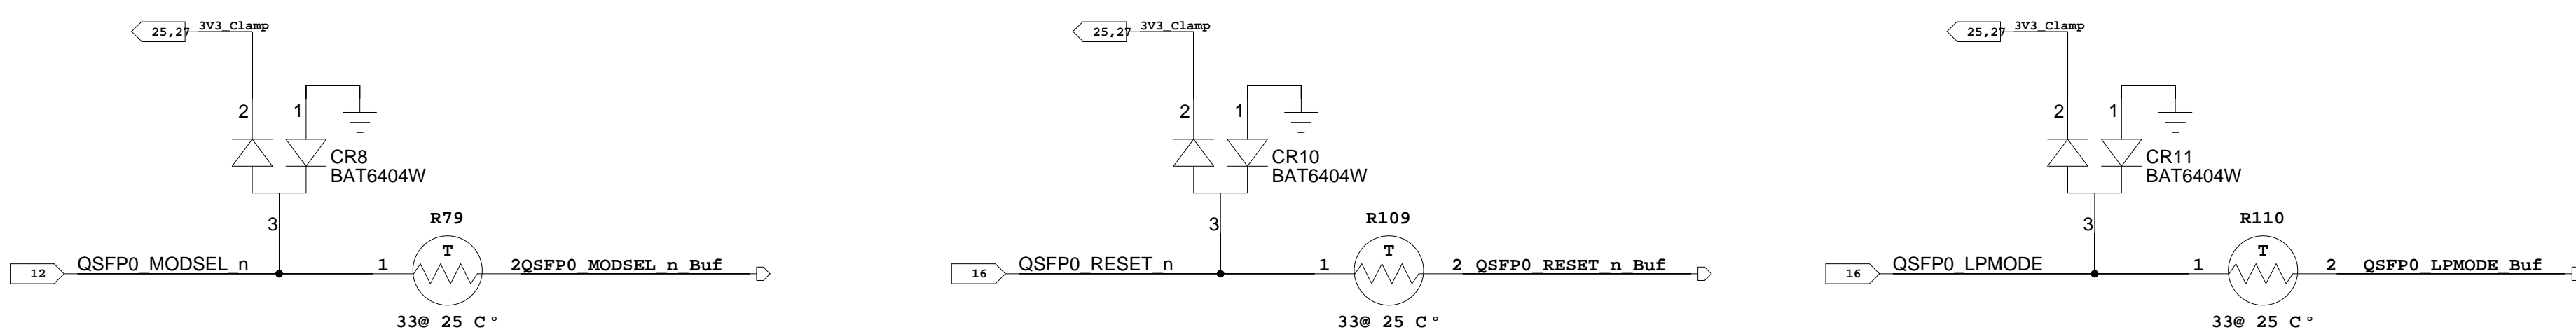 25,27 3V3_Clamp
2 1
CR8
BAT6404W
3
R79
T
12 QSFP0_MODSEL_n 1 2QSFP0_MODSEL_n_Buf
33@ 25 C°
25,27 3V3_Clamp
2 1
CR10
BAT6404W
3
R109
T
16 QSFP0_RESET_n 1 2 QSFP0_RESET_n_Buf
33@ 25 C°
25,27 3V3_Clamp
2 1
CR11
BAT6404W
3
R110
T
16 QSFP0_LPMODE 1 2 QSFP0_LPMODE_Buf
33@ 25 C°